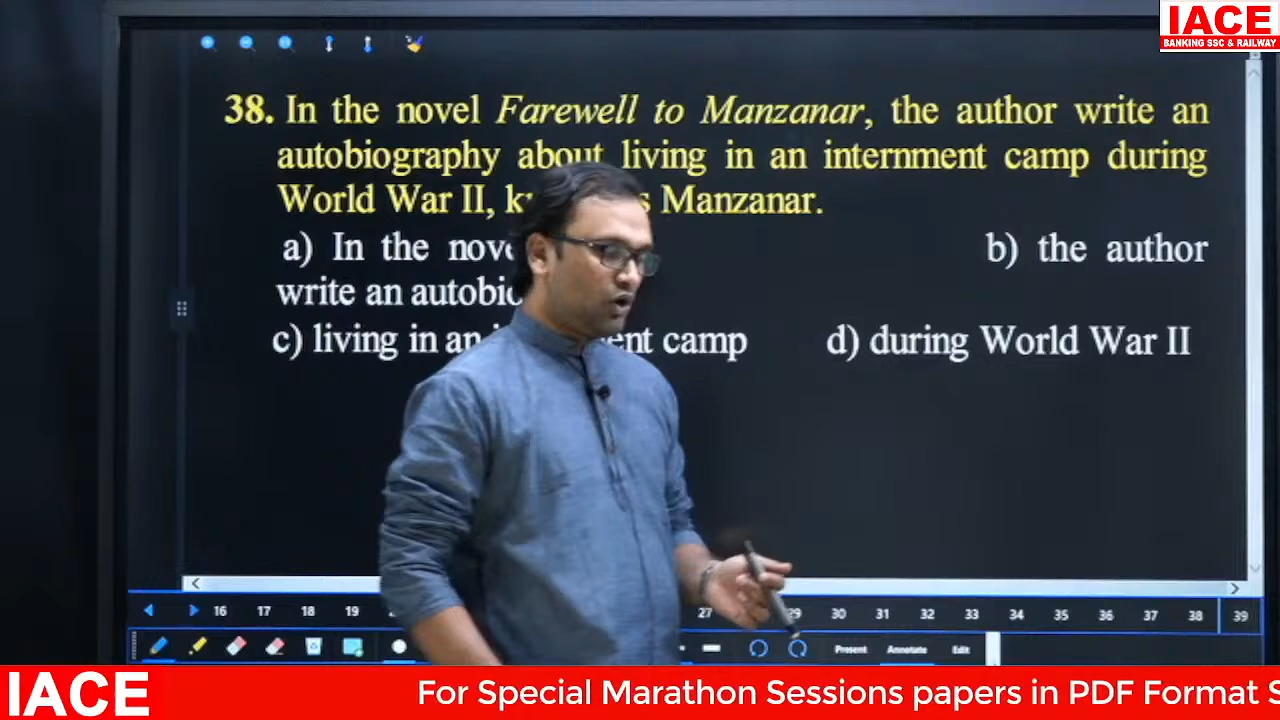 IACE
BANKING SSC & RAILWAY
38. In the novel Farewell to Manzanar, the author write an
autobiography about living in an internment camp during
World War II, Manzanar.
a) In the b) the author
write an
c) living in an camp d) during World War II
16 17 18 19 27 29 30 31 32 33 34 35 36 37 38 39
Present Annotate Edit
IACE For Special Marathon Sessions papers in PDF Format